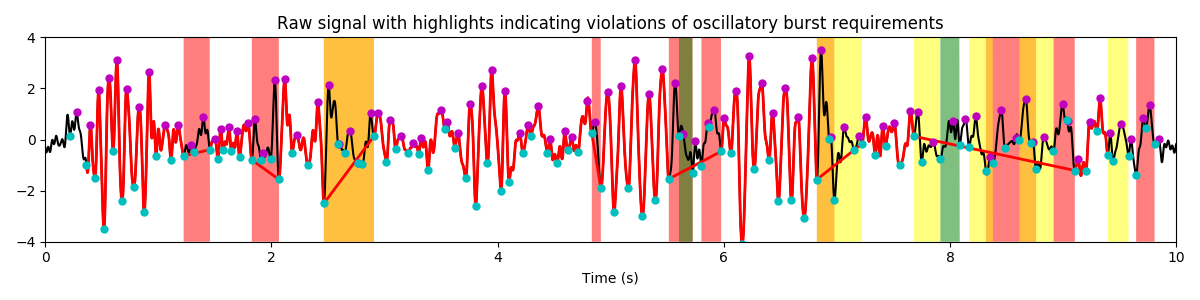 Raw signal with highlights indicating violations of oscillatory burst requirements
4
2
0
−2
−4
0 2 4 6 8 10
Time (s)